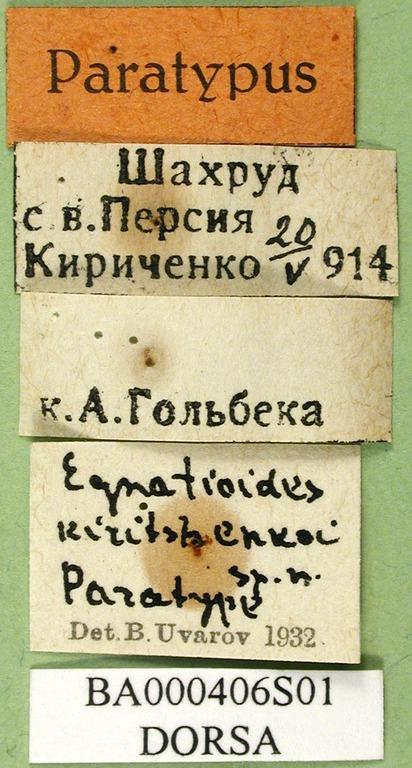 Paratypus
Шахруд
с в.Персия 20/V
Кириченко 914
к.А.Гольбека
Egnatioides
kiritshenkoi
sp.n.
Paratype
Det.B.Uvarov 1932
BA000406S01
DORSA